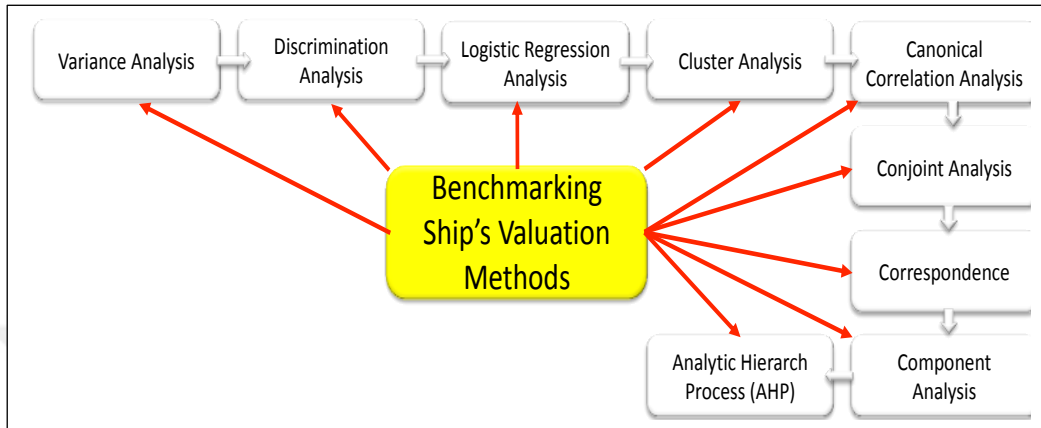 Variance Analysis
Discrimination
Analysis
Logistic Regression
Analysis
Cluster Analysis
Canonical
Correlation Analysis
Conjoint Analysis
Benchmarking
Ship's Valuation
Methods
Correspondence
Analytic Hierarch
Process (AHP)
Component
Analysis